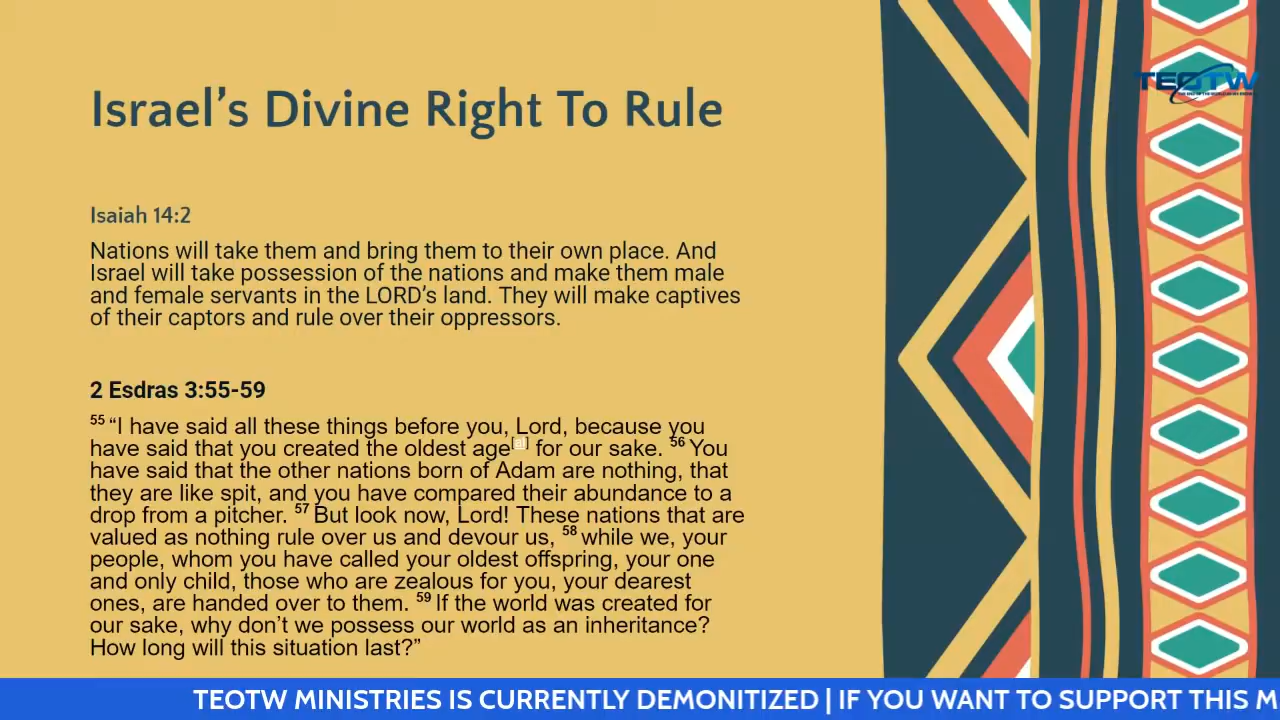 TEOTW
Israel’s Divine Right To Rule
Isaiah 14:2
Nations will take them and bring them to their own place. And
Israel will take possession of the nations and make them male
and female servants in the LORD’s land. They will make captives
of their captors and rule over their oppressors.
2 Esdras 3:55-59
55 “I have said all these things before you, Lord, because you
have said that you created the oldest age[a] for our sake. 56 You
have said that the other nations born of Adam are nothing, that
they are like spit, and you have compared their abundance to a
drop from a pitcher. 57 But look now, Lord! These nations that are
valued as nothing rule over us and devour us, 58 while we, your
people, whom you have called your oldest offspring, your one
and only child, those who are zealous for you, your dearest
ones, are handed over to them. 59 If the world was created for
our sake, why don’t we possess our world as an inheritance?
How long will this situation last?”
TEOTW MINISTRIES IS CURRENTLY DEMONITIZED | IF YOU WANT TO SUPPORT THIS M